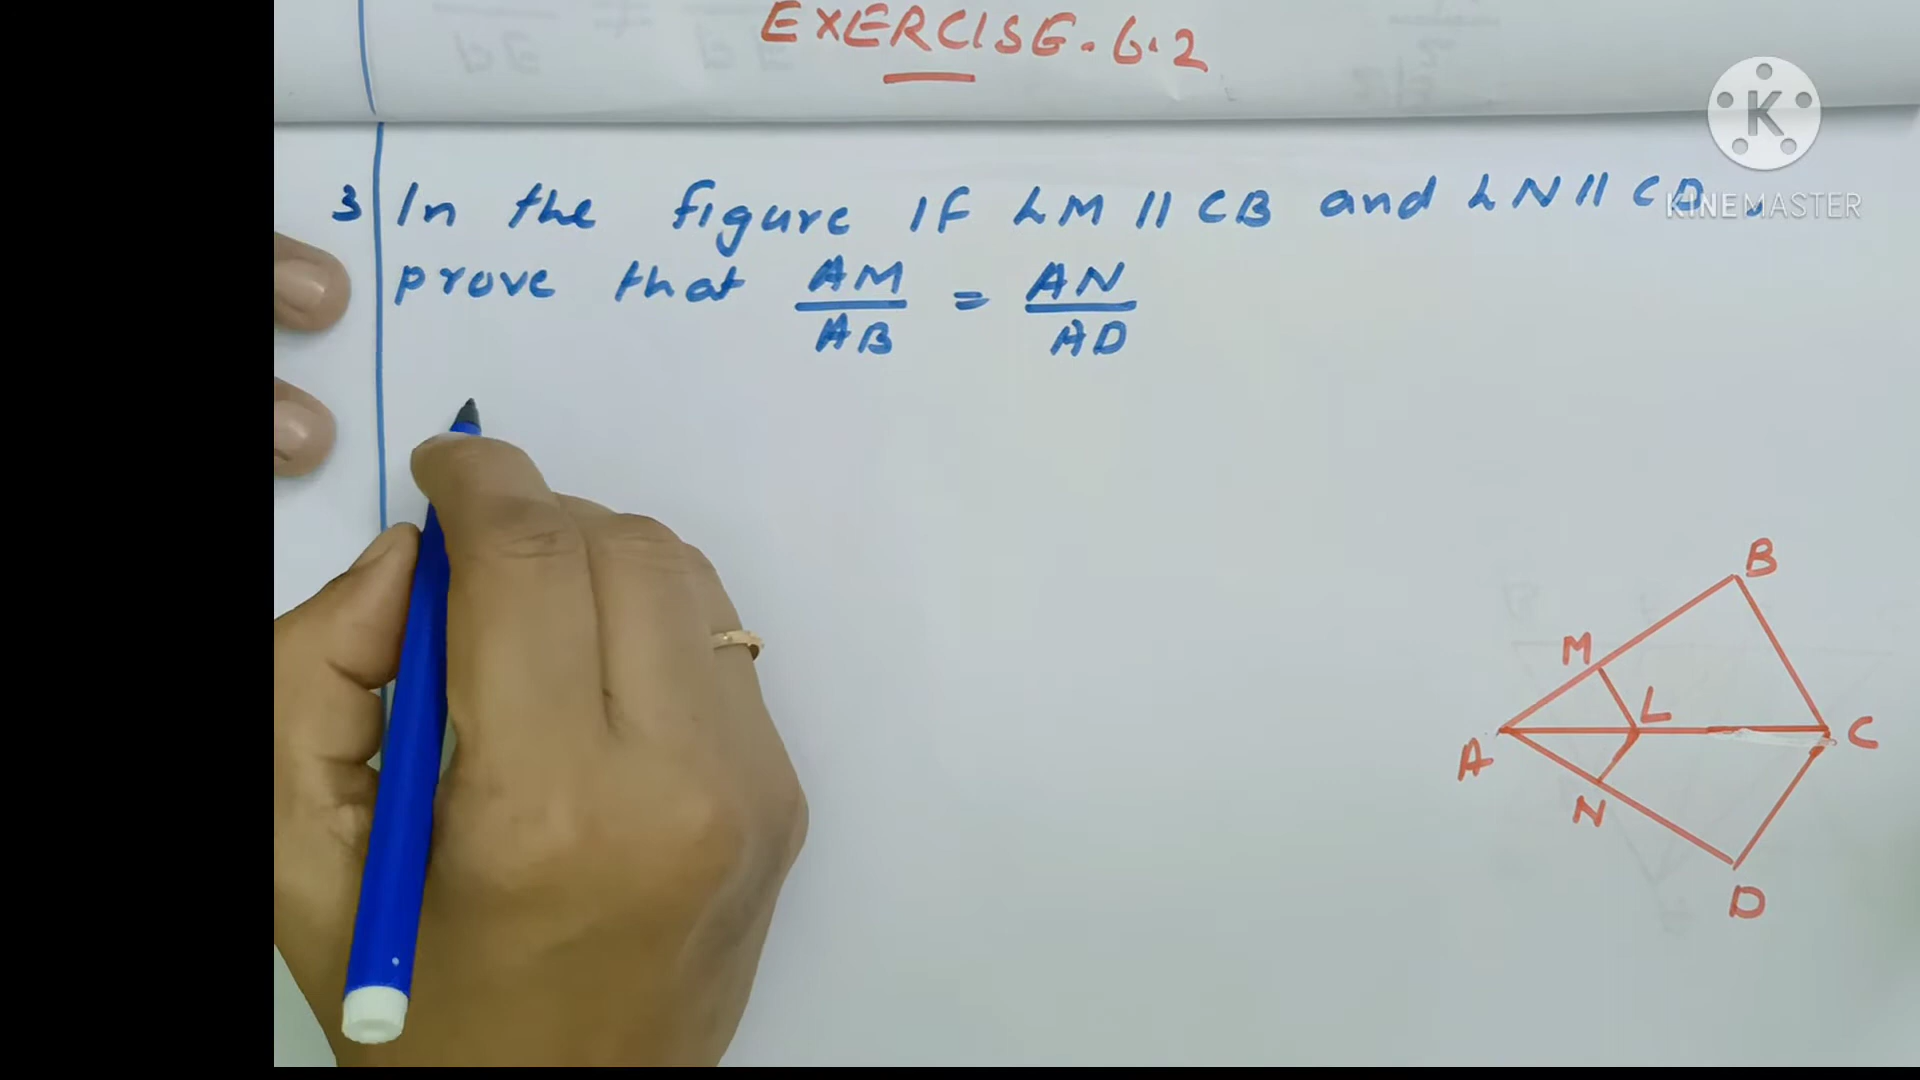 EXERCISE. 6.2
K
KINEMASTER
3 In the figure If LM || CB and LN || CD,
prove that AM/AB = AN/AD
B
M
L
A
C
N
D